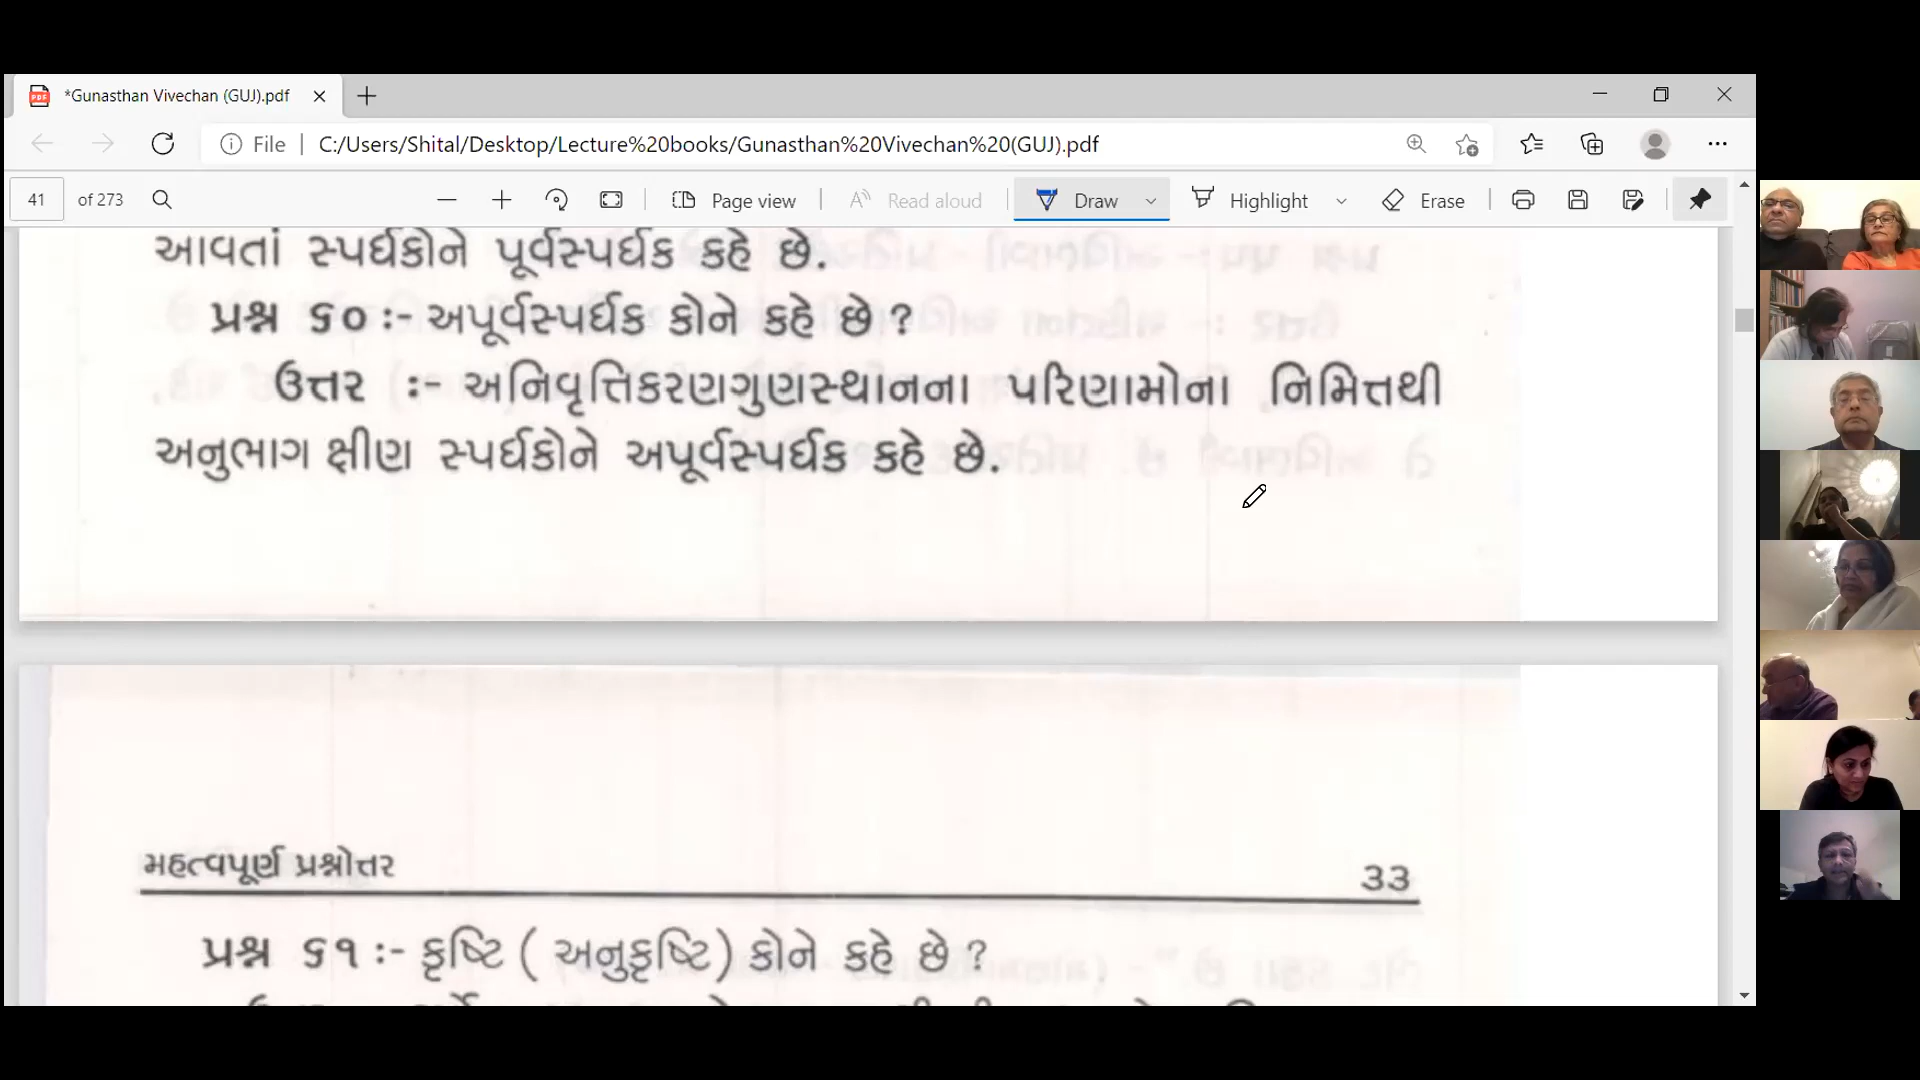 *Gunasthan Vivechan (GUJ).pdf
File
C:/Users/Shital/Desktop/Lecture%20books/Gunasthan%20Vivechan%20(GUJ).pdf
41 of 273
Page view
Read aloud
Draw
Highlight
Erase
આવતાં સ્પર્ધકોને પૂર્વસ્પર્ધક કહે છે.
પ્રશ્ન ૬૦ :- અપૂર્વસ્પર્ધક કોને કહે છે ?
ઉત્તર :- અનિવૃત્તિકરણગુણસ્થાનના પરિણામોના નિમિત્તથી
અનુભાગ ક્ષીણ સ્પર્ધકોને અપૂર્વસ્પર્ધક કહે છે.
મહત્વપૂર્ણ પ્રશ્નોત્તર
૩૩
પ્રશ્ન ૬૧ :- કૃષ્ટિ ( અનુકૃષ્ટિ ) કોને કહે છે ?